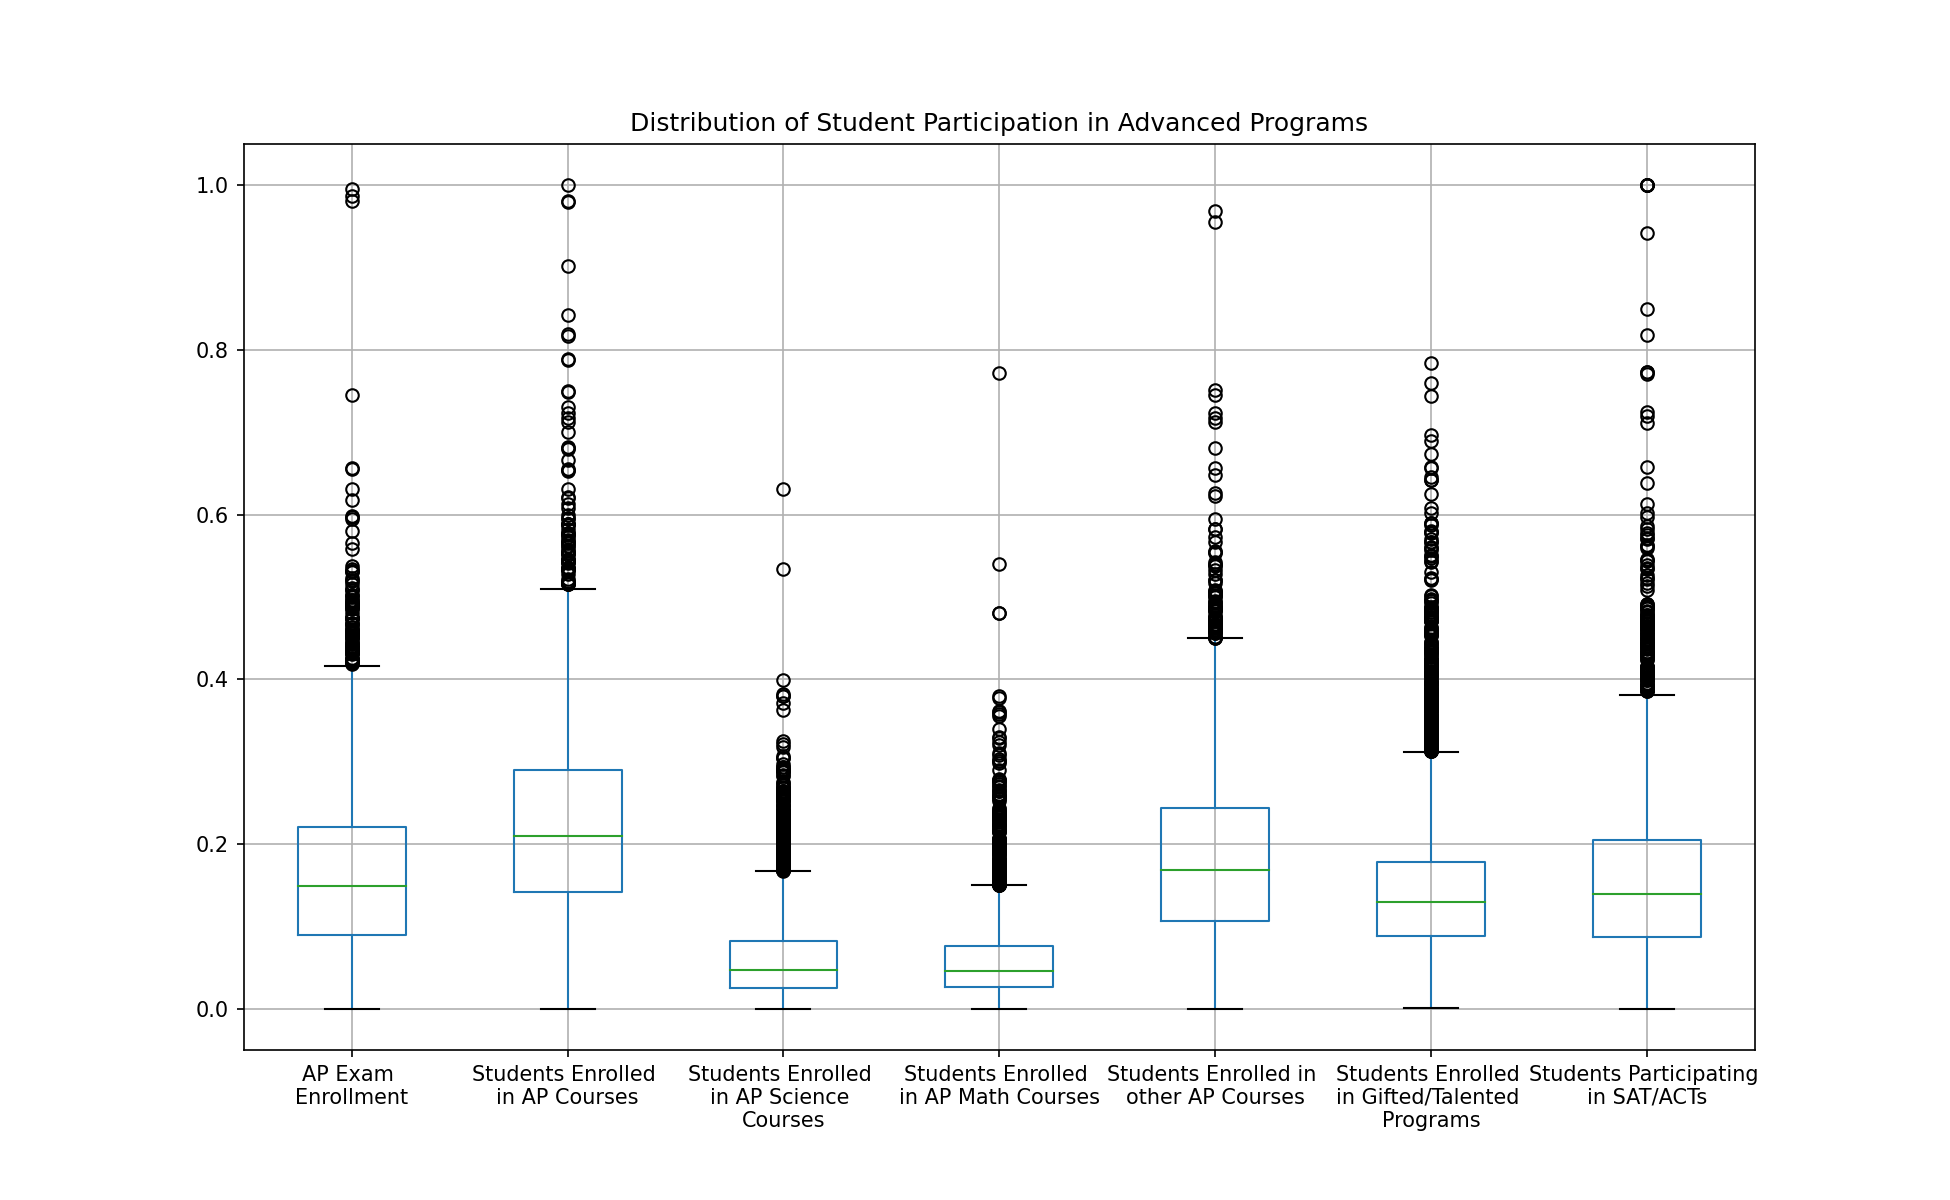 Distribution of Student Participation in Advanced Programs
1.0
0.8
0.6
0.4
0.2
0.0
AP Exam
Enrollment
Students Enrolled
in AP Courses
Students Enrolled
in AP Science
Courses
Students Enrolled
in AP Math Courses
Students Enrolled in
other AP Courses
Students Enrolled
in Gifted/Talented
Programs
Students Participating
in SAT/ACTs